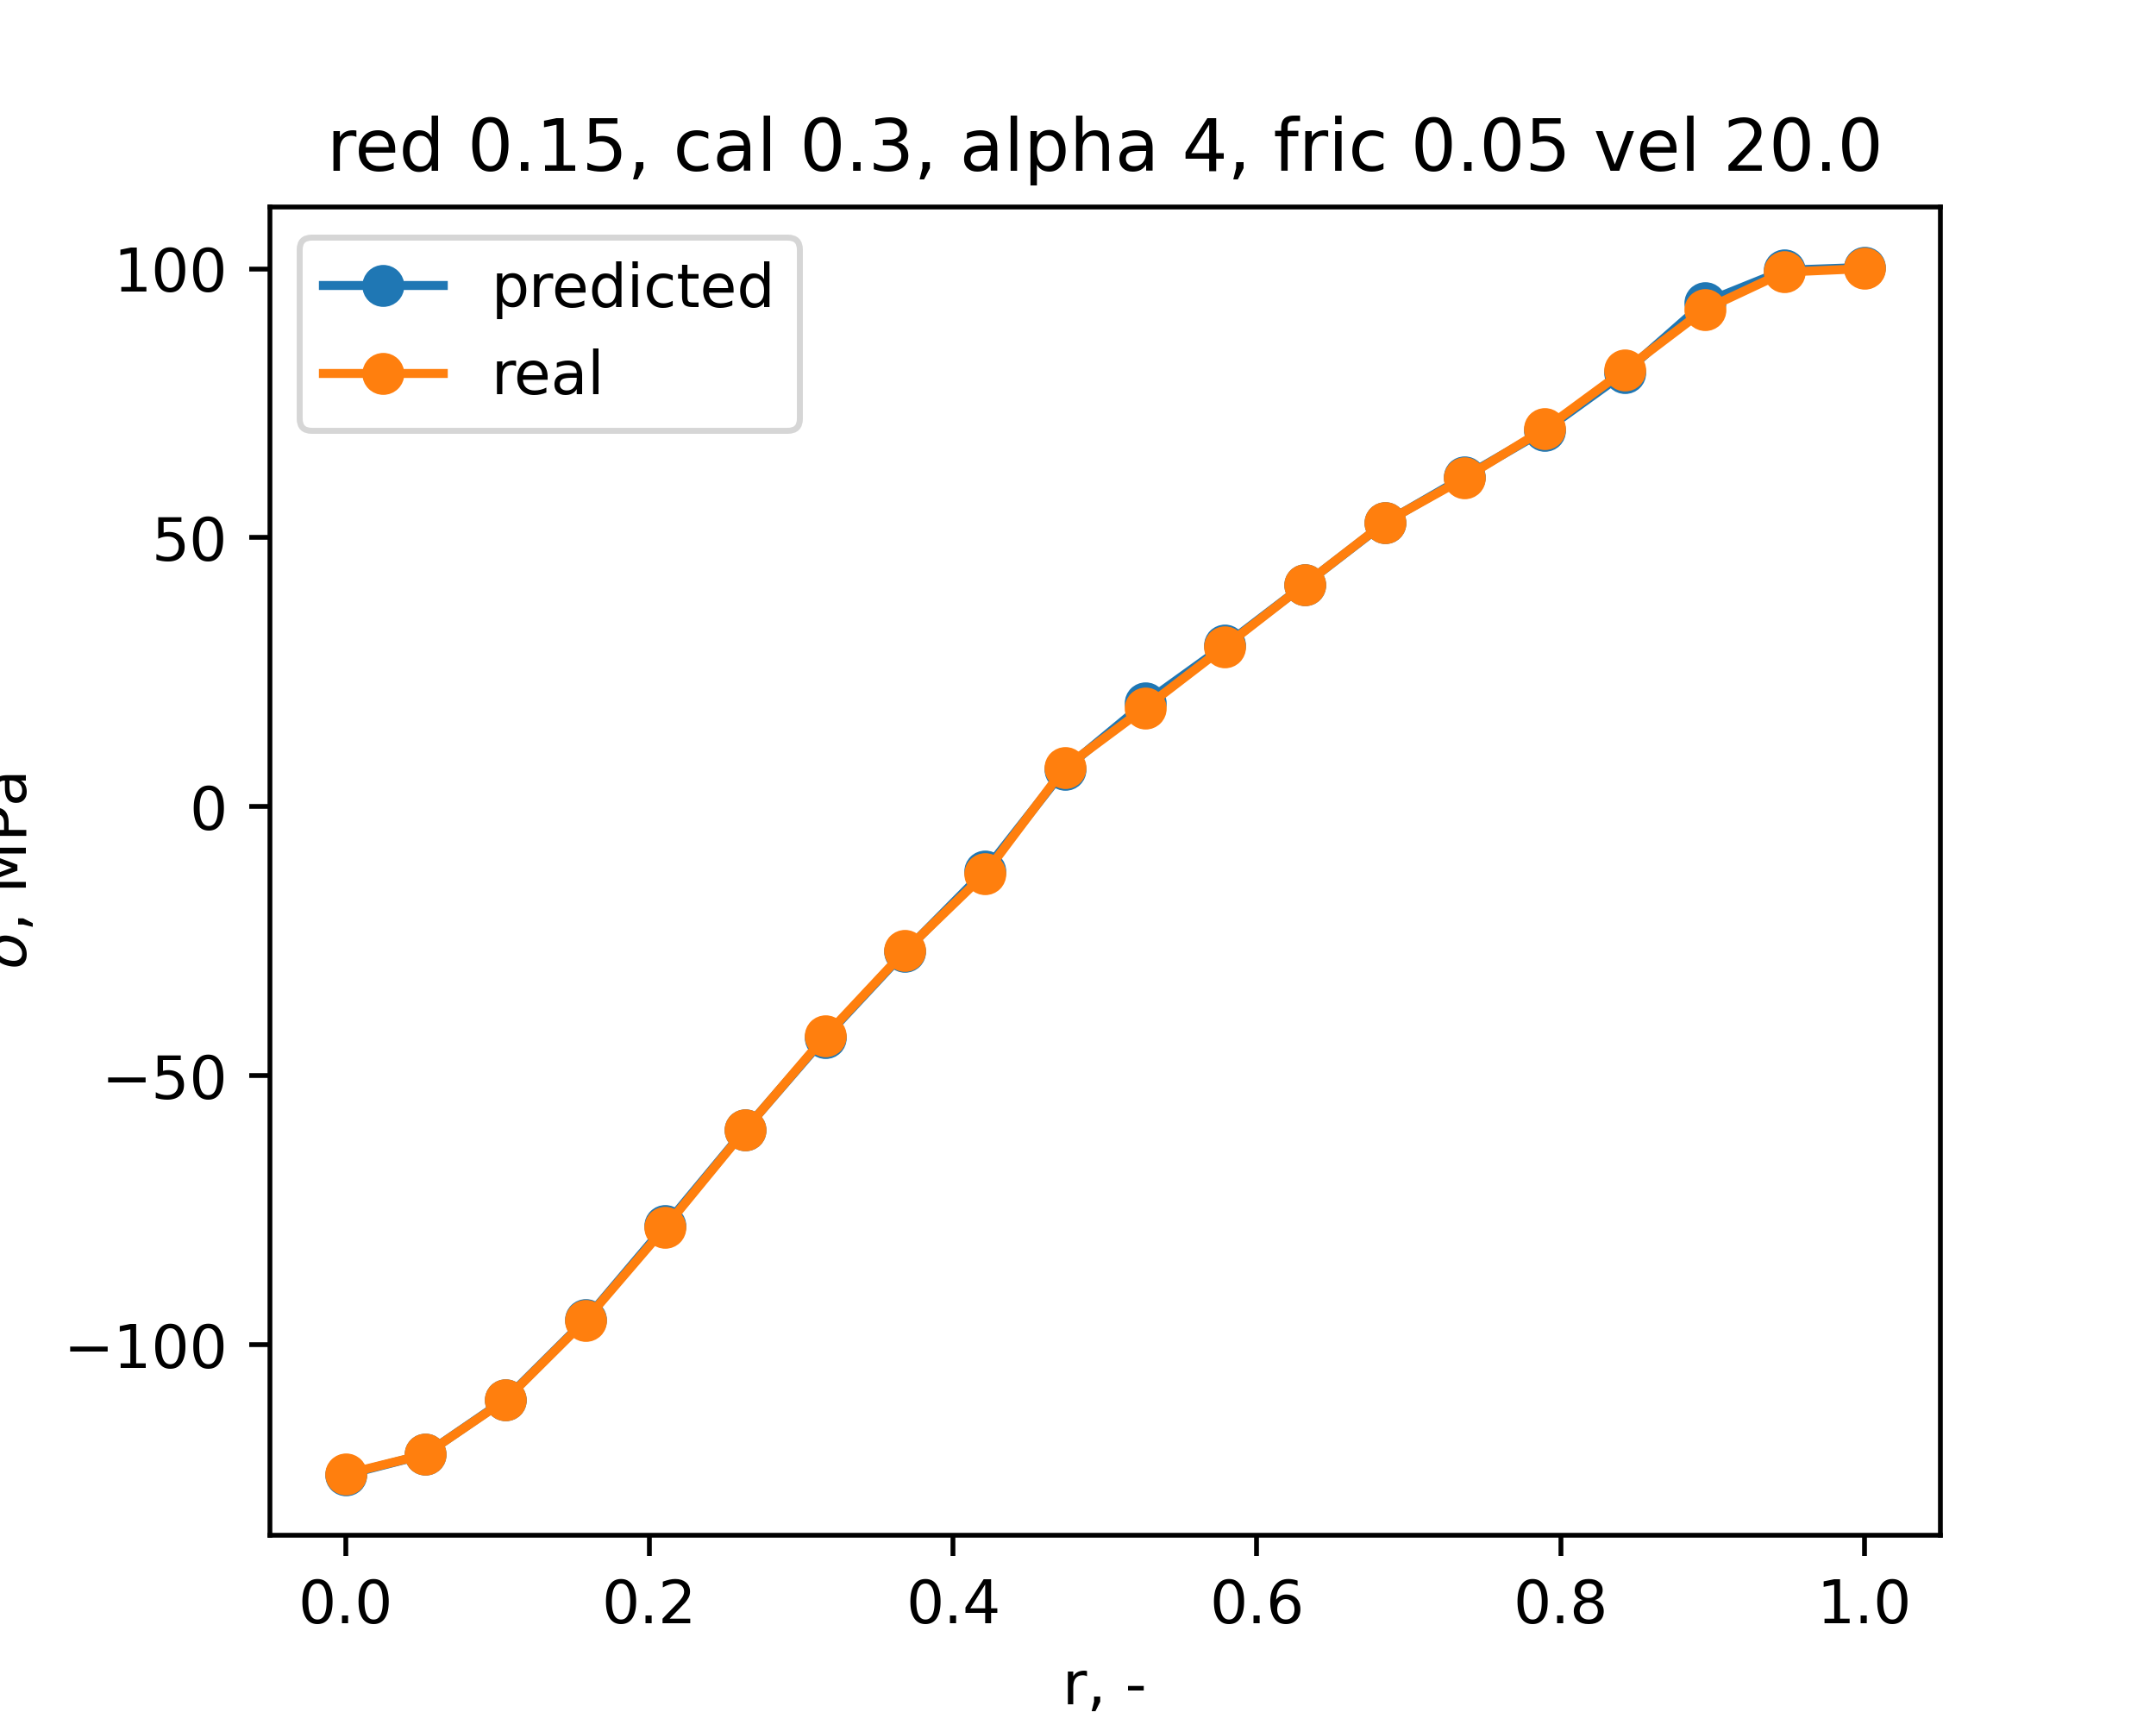 red 0.15, cal 0.3, alpha 4, fric 0.05 vel 20.0
predicted
real
100
50
0
−50
−100
σ, MPa
0.0 0.2 0.4 0.6 0.8 1.0
r, -